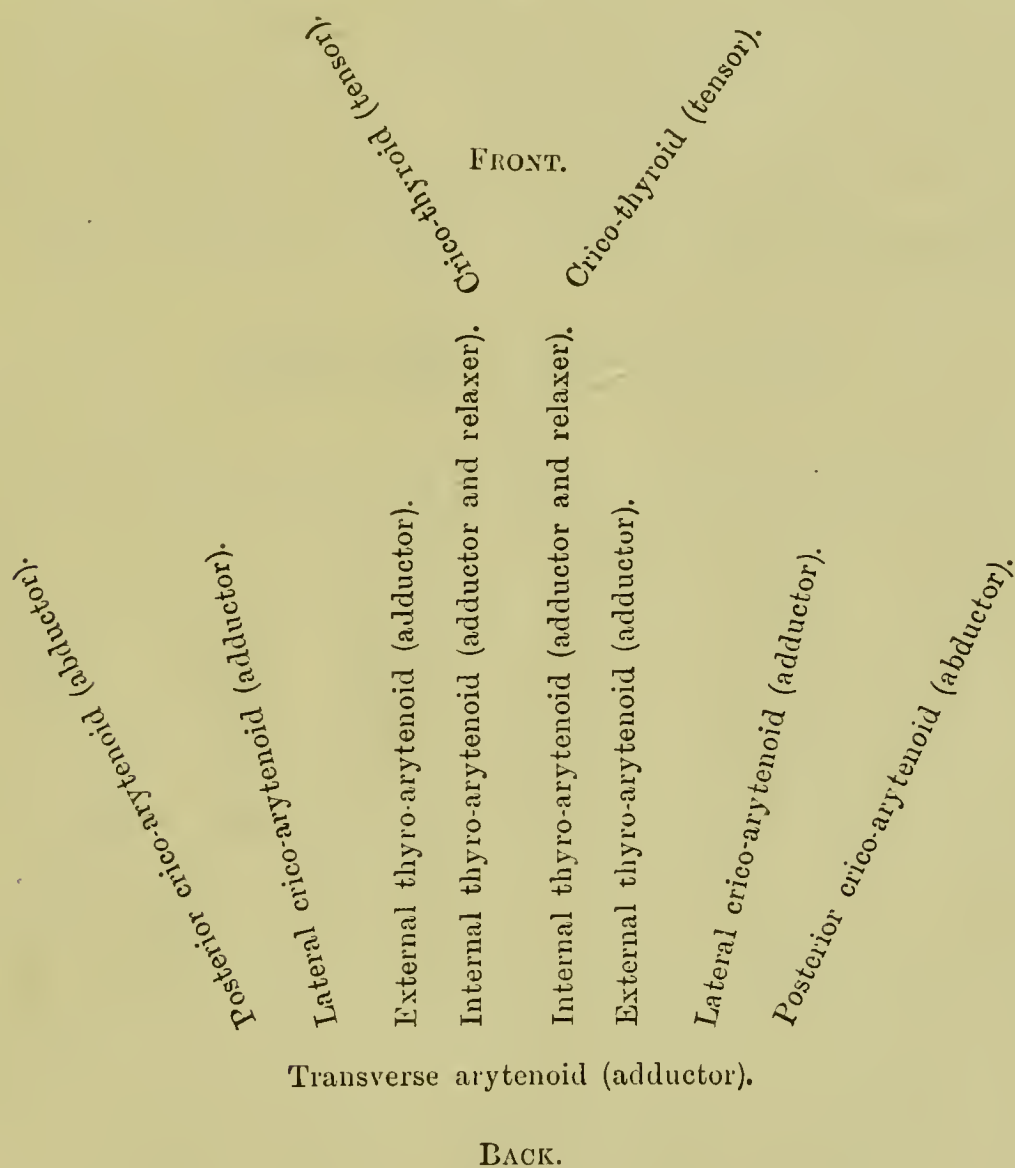 Crico-thyroid (tensor).
FRONT.
Crico-thyroid (tensor).
Posterior crico-arytenoid (abductor).
Lateral crico-arytenoid (adductor).
External thyro-arytenoid (adductor).
Internal thyro-arytenoid (adductor and relaxer).
Internal thyro-arytenoid (adductor and relaxer).
External thyro-arytenoid (adductor).
Lateral crico-arytenoid (adductor).
Posterior crico-arytenoid (abductor).
Transverse arytenoid (adductor).
BACK.